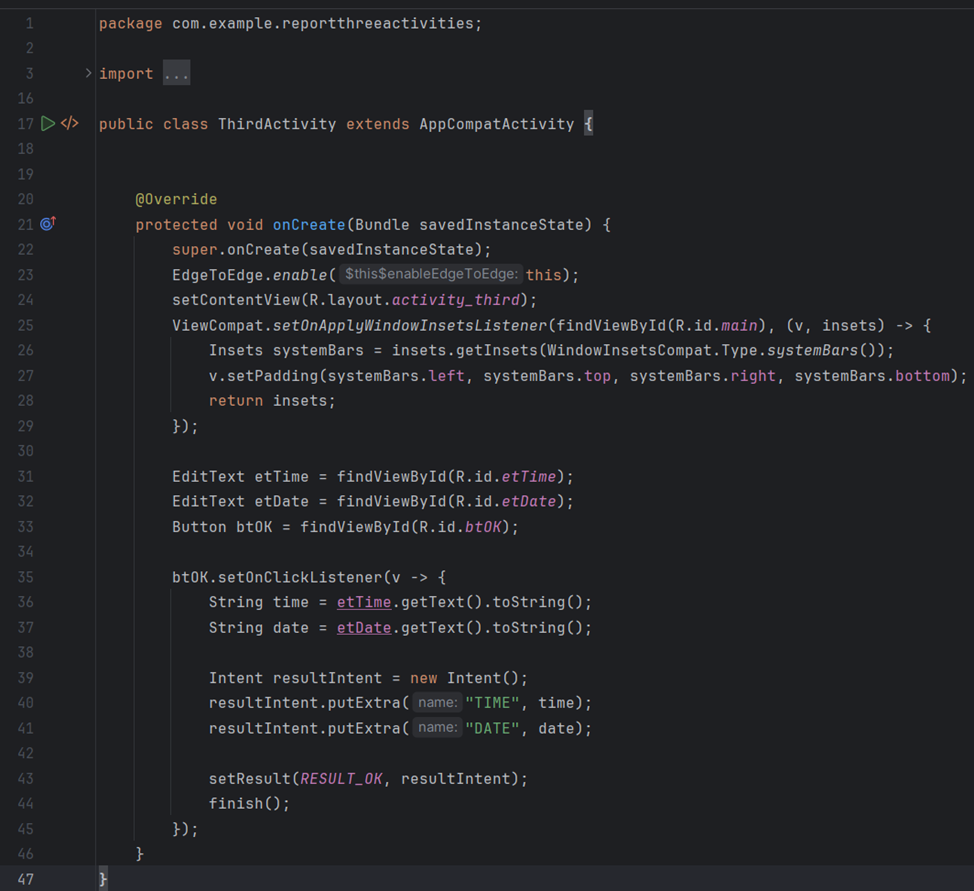 1 package com.example.reportthreeactivities;
2
3 import ...
16
17 public class ThirdActivity extends AppCompatActivity {
18
19
20 @Override
21 protected void onCreate(Bundle savedInstanceState) {
22 super.onCreate(savedInstanceState);
23 EdgeToEdge.enable( $this$enableEdgeToEdge: this);
24 setContentView(R.layout.activity_third);
25 ViewCompat.setOnApplyWindowInsetsListener(findViewById(R.id.main), (v, insets) -> {
26 Insets systemBars = insets.getInsets(WindowInsetsCompat.Type.systemBars());
27 v.setPadding(systemBars.left, systemBars.top, systemBars.right, systemBars.bottom);
28 return insets;
29 });
30
31 EditText etTime = findViewById(R.id.etTime);
32 EditText etDate = findViewById(R.id.etDate);
33 Button btOK = findViewById(R.id.btOK);
34
35 btOK.setOnClickListener(v -> {
36 String time = etTime.getText().toString();
37 String date = etDate.getText().toString();
38
39 Intent resultIntent = new Intent();
40 resultIntent.putExtra( name: "TIME", time);
41 resultIntent.putExtra( name: "DATE", date);
42
43 setResult(RESULT_OK, resultIntent);
44 finish();
45 });
46 }
47 }